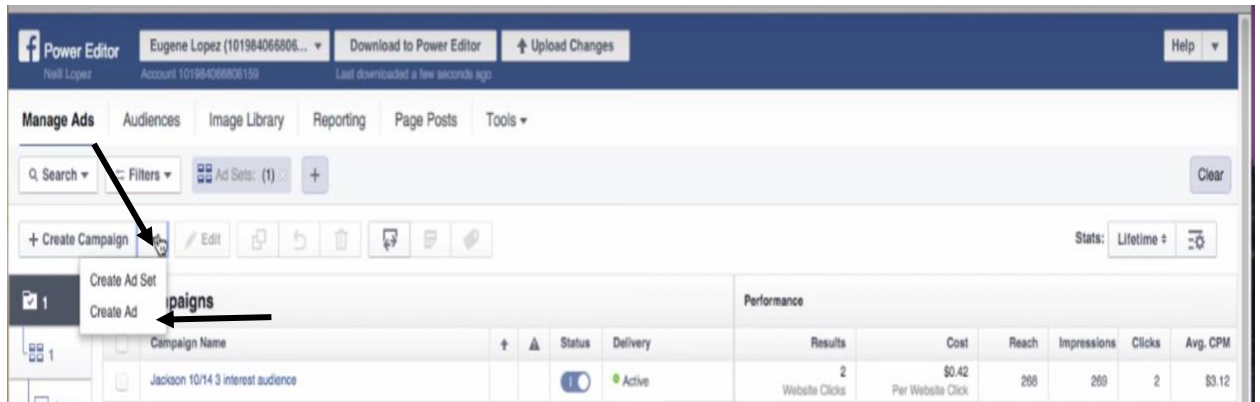 f Power Editor Eugene Lopez (101984066806... Download to Power Editor Upload Changes Help
Neill Lopez Account 101984066806159 Last downloaded a few seconds ago
Manage Ads Audiences Image Library Reporting Page Posts Tools
Search Filters Ad Sets: (1) + Clear
+ Create Campaign Edit Stats: Lifetime
Create Ad Set
1 paigns Performance
Create Ad
Campaign Name Status Delivery Results Cost Reach Impressions Clicks Avg. CPM
1
Jackson 10/14 3 interest audience Active 2 $0.42 268 269 2 $3.12
Website Clicks Per Website Click